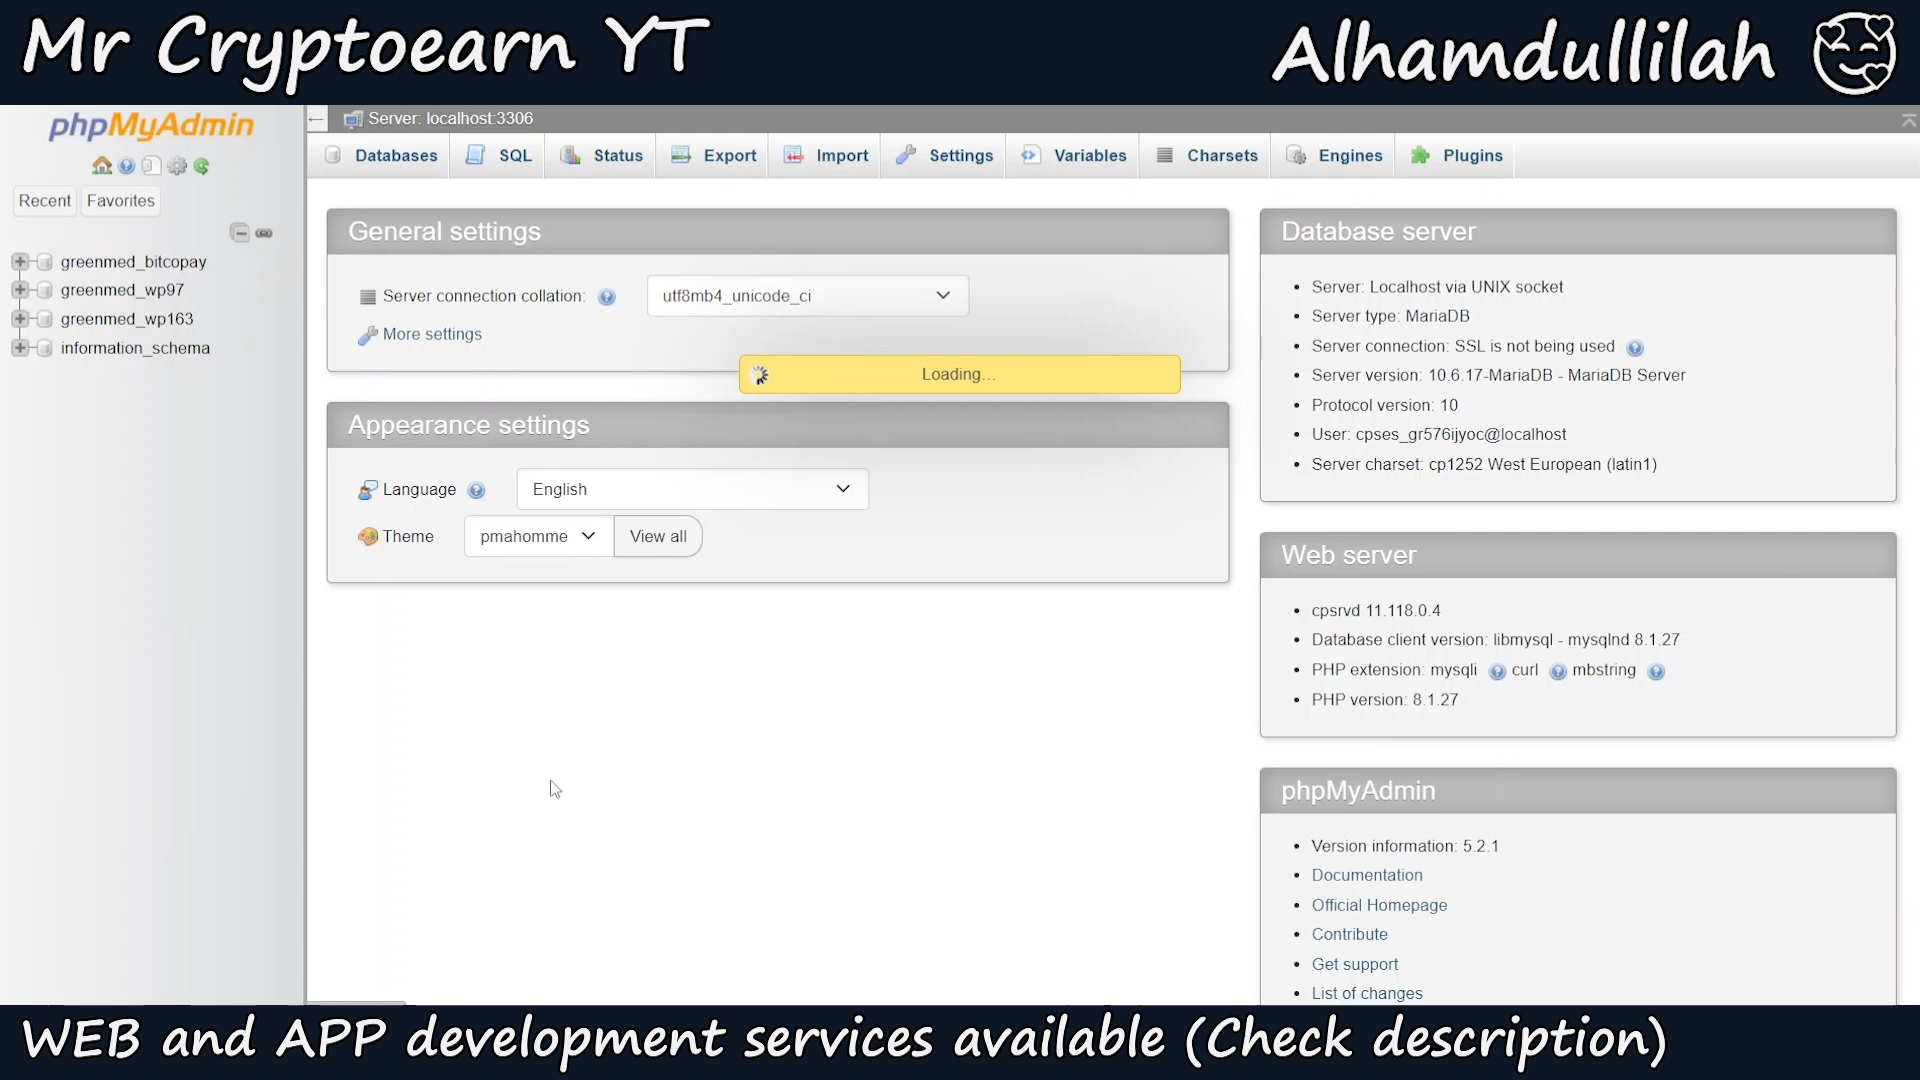 Mr Cryptoearn YT
Alhamdullilah
phpMyAdmin
Recent
Favorites
greenmed_bitcopay
greenmed_wp97
greenmed_wp163
information_schema
Server: localhost:3306
Databases
SQL
Status
Export
Import
Settings
Variables
Charsets
Engines
Plugins
General settings
Server connection collation:
utf8mb4_unicode_ci
More settings
Loading...
Appearance settings
Language
English
Theme
pmahomme
View all
Database server
Server: Localhost via UNIX socket
Server type: MariaDB
Server connection: SSL is not being used
Server version: 10.6.17-MariaDB - MariaDB Server
Protocol version: 10
User: cpses_gr576ijyoc@localhost
Server charset: cp1252 West European (latin1)
Web server
cpsrvd 11.118.0.4
Database client version: libmysql - mysqlnd 8.1.27
PHP extension: mysqli curl mbstring
PHP version: 8.1.27
phpMyAdmin
Version information: 5.2.1
Documentation
Official Homepage
Contribute
Get support
List of changes
WEB and APP development services available (Check description)